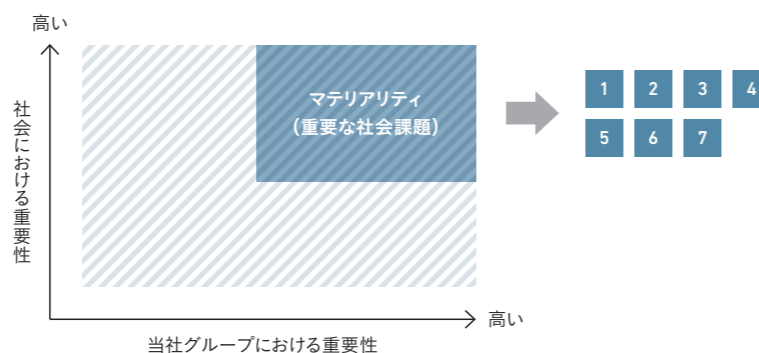 高い
社会における重要性
マテリアリティ
(重要な社会課題)
1 2 3 4
5 6 7
高い
当社グループにおける重要性